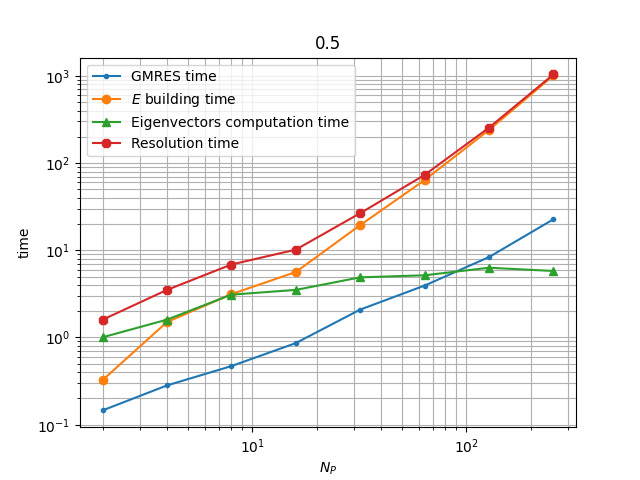 0.5
GMRES time
E building time
Eigenvectors computation time
Resolution time
time
10³
10²
10¹
10⁰
10⁻¹
10¹
10²
N_P